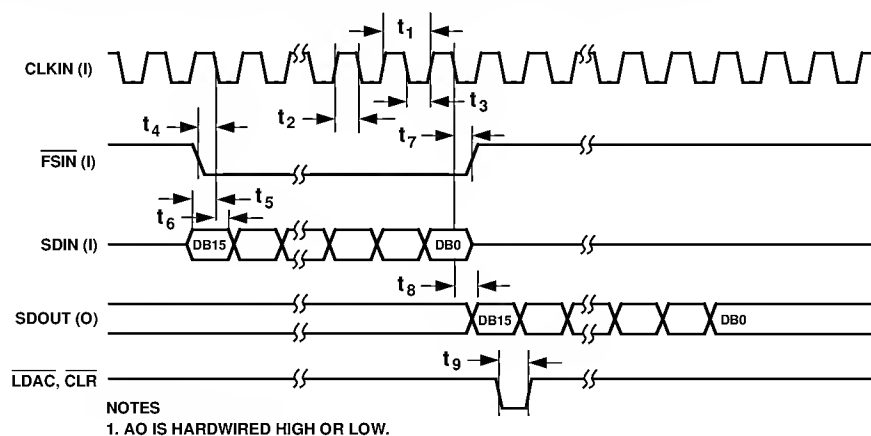 t1
CLKIN (I)
t2
t3
t4
t7
FSIN (I)
t5
t6
SDIN (I)
DB15
DB0
t8
SDOUT (O)
DB15
DB0
t9
LDAC, CLR
NOTES
1. AO IS HARDWIRED HIGH OR LOW.